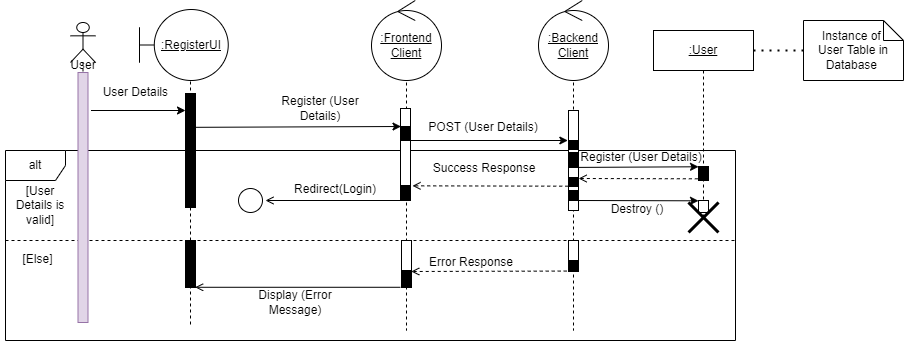 :RegisterUI
:Frontend
Client
:Backend
Client
:User
Instance of
User Table in
Database
User
User Details
Register (User
Details)
POST (User Details)
alt
Register (User Details)
Success Response
[User
Details is
valid]
Redirect(Login)
Destroy ()
[Else]
Error Response
Display (Error
Message)